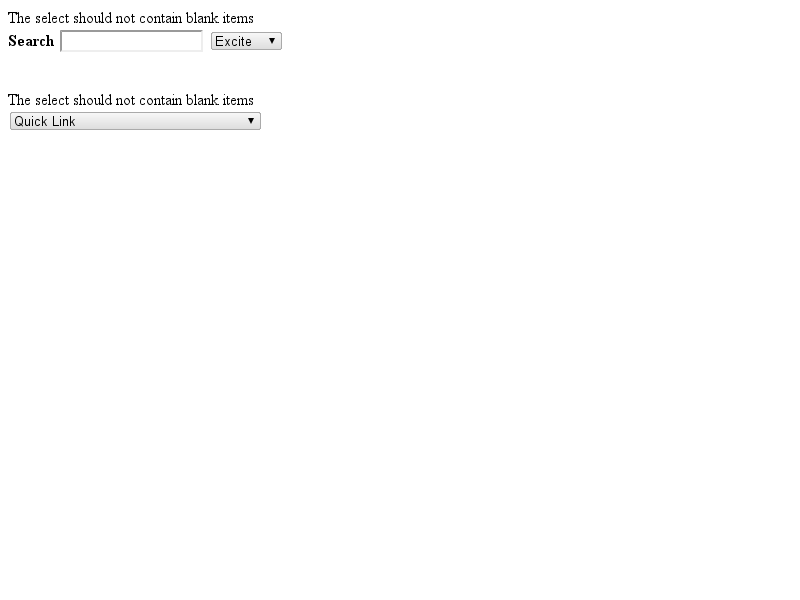 The select should not contain blank items
Search Excite
The select should not contain blank items
Quick Link